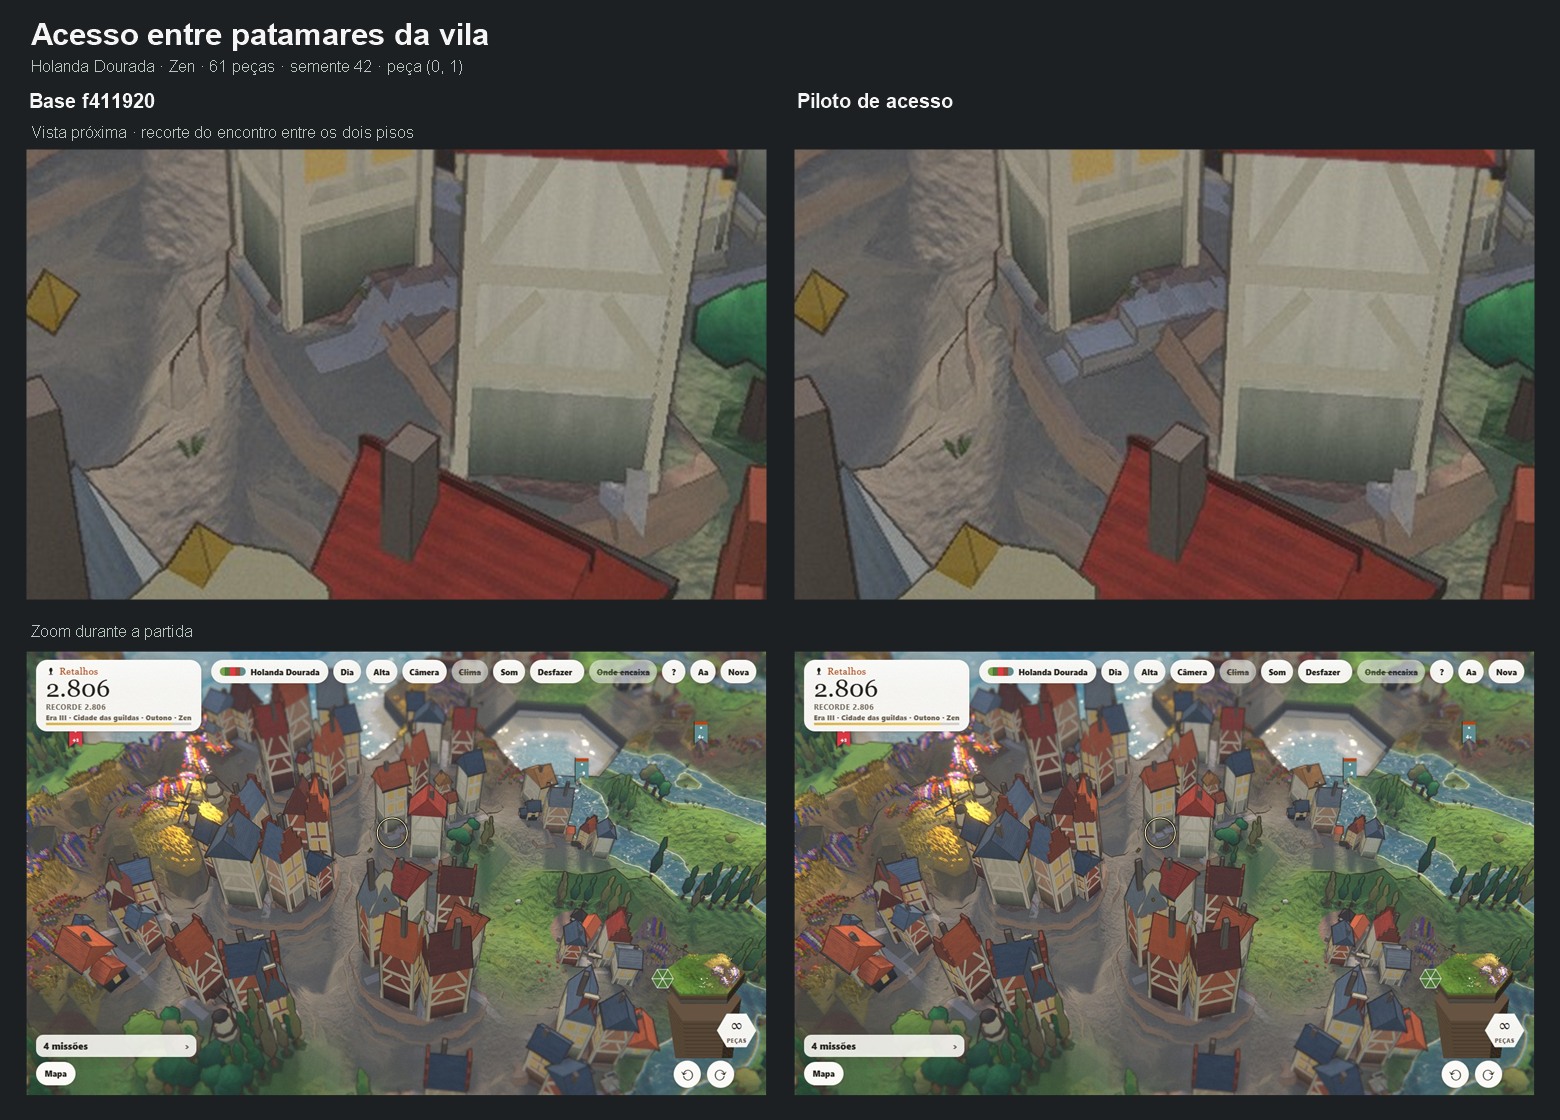 Acesso entre patamares da vila
Holanda Dourada · Zen · 61 peças · semente 42 · peça (0, 1)
Base f411920
Piloto de acesso
Vista próxima · recorte do encontro entre os dois pisos
Zoom durante a partida
Retalhos
2.806
RECORDE 2.806
Era III · Cidade das guildas · Outono · Zen
Holanda Dourada
Dia
Alta
Câmera
Clima
Som
Desfazer
Onde encaixa
?
Aa
Nova
4 missões ›
Mapa
∞
PEÇAS
Retalhos
2.806
RECORDE 2.806
Era III · Cidade das guildas · Outono · Zen
Holanda Dourada
Dia
Alta
Câmera
Clima
Som
Desfazer
Onde encaixa
?
Aa
Nova
4 missões ›
Mapa
∞
PEÇAS